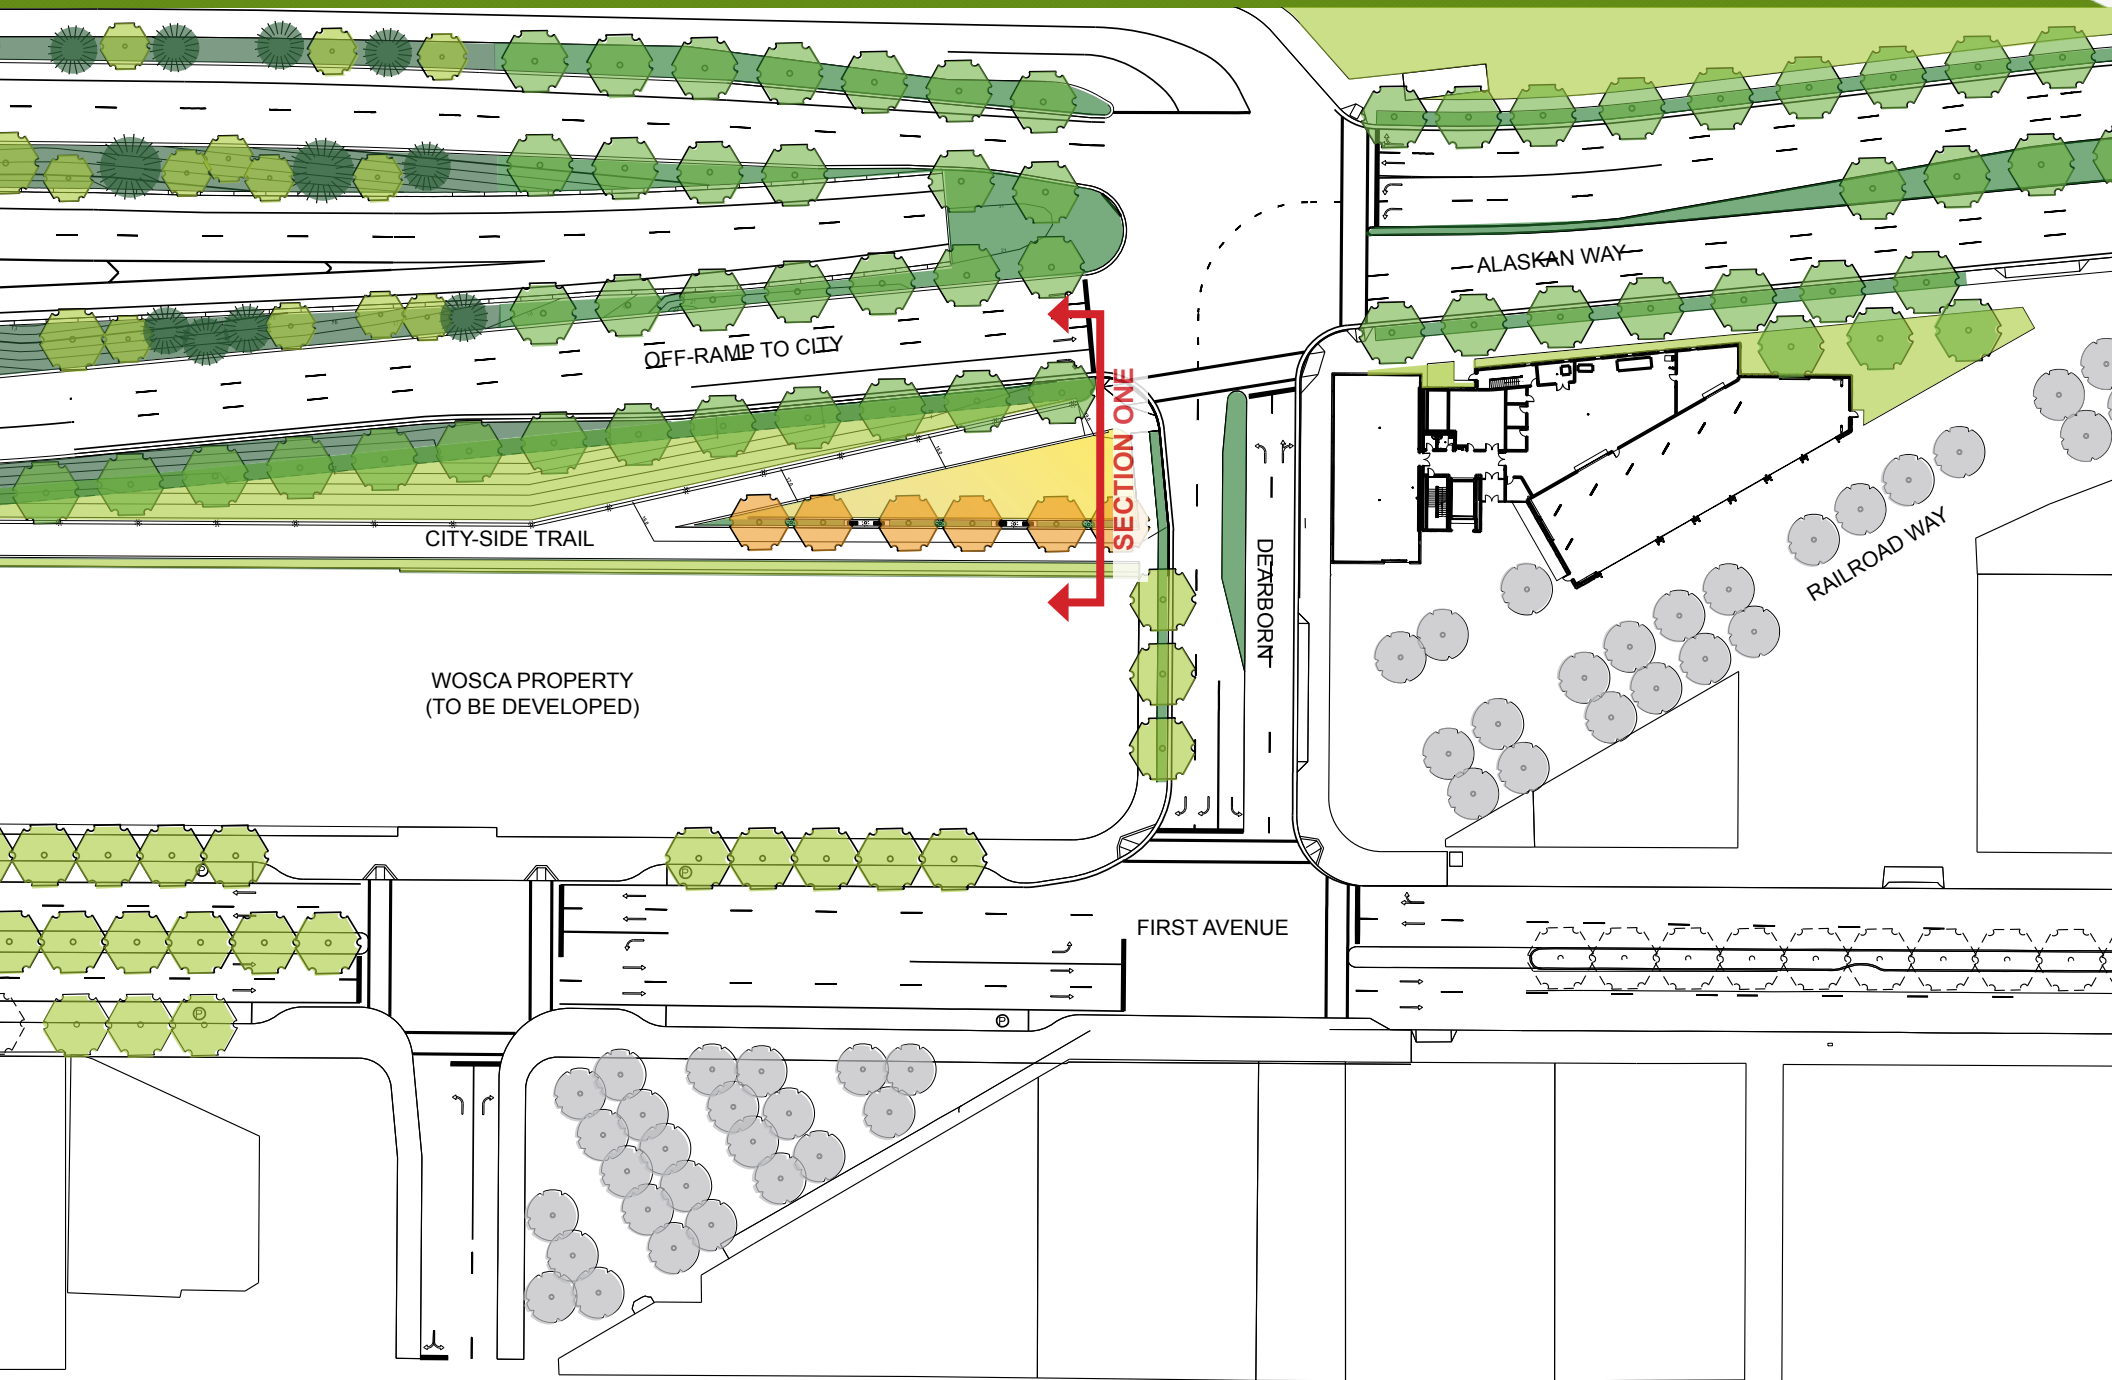 ALASKAN WAY
OFF-RAMP TO CITY
SECTION ONE
CITY-SIDE TRAIL
DEARBORN
RAILROAD WAY
WOSCA PROPERTY
(TO BE DEVELOPED)
P
P
FIRST AVENUE
P
P